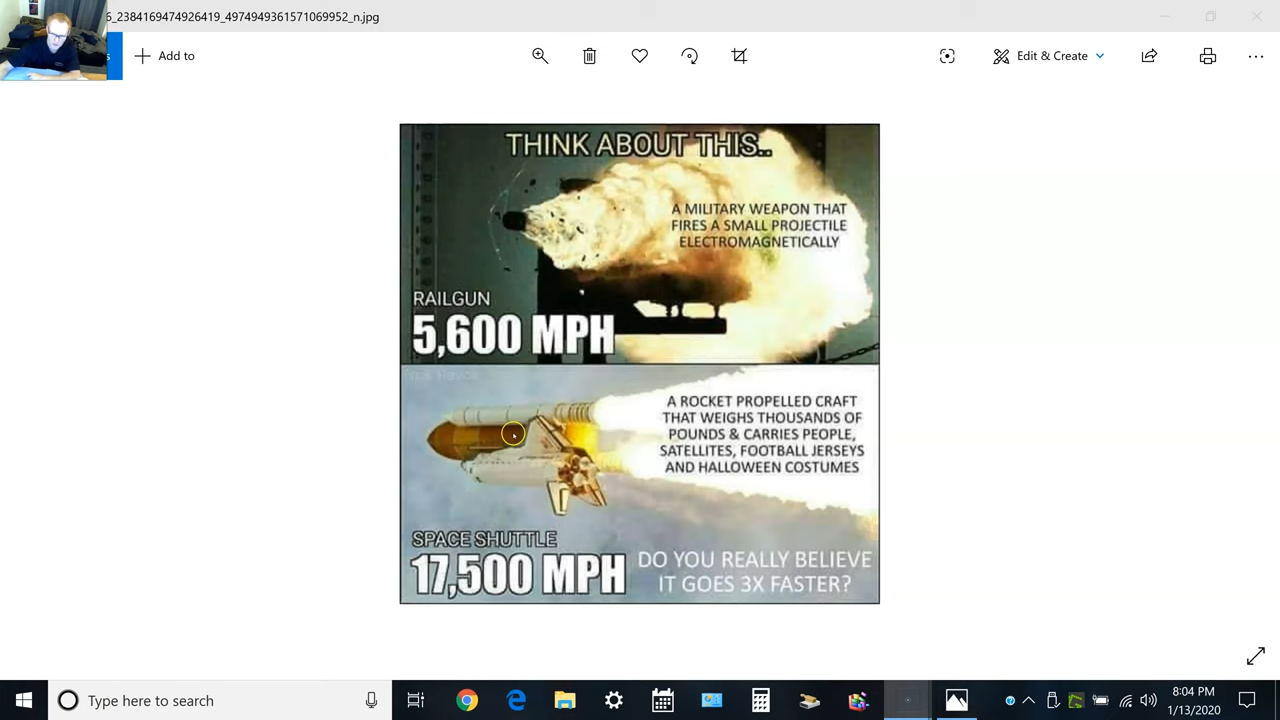 6_2384169474926419_4974949361571069952_n.jpg
s
Add to
Edit & Create
THINK ABOUT THIS..
A MILITARY WEAPON THAT
FIRES A SMALL PROJECTILE
ELECTROMAGNETICALLY
RAILGUN
5,600 MPH
A ROCKET PROPELLED CRAFT
THAT WEIGHS THOUSANDS OF
POUNDS & CARRIES PEOPLE,
SATELLITES, FOOTBALL JERSEYS
AND HALLOWEEN COSTUMES
SPACE SHUTTLE
17,500 MPH
DO YOU REALLY BELIEVE
IT GOES 3X FASTER?
Type here to search
8:04 PM
1/13/2020